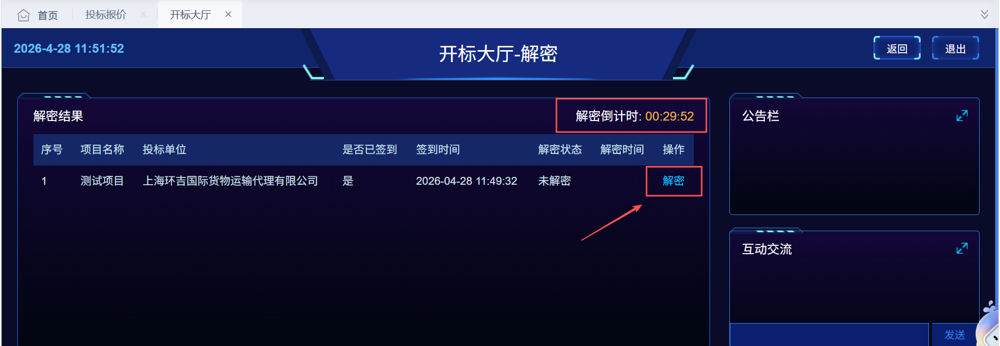 首页 投标报价 开标大厅
2026-4-28 11:51:52
开标大厅-解密
返回 退出
解密结果
解密倒计时: 00:29:52
序号 项目名称 投标单位 是否已签到 签到时间 解密状态 解密时间 操作
1 测试项目 上海环吉国际货物运输代理有限公司 是 2026-04-28 11:49:32 未解密 解密
公告栏
互动交流
发送